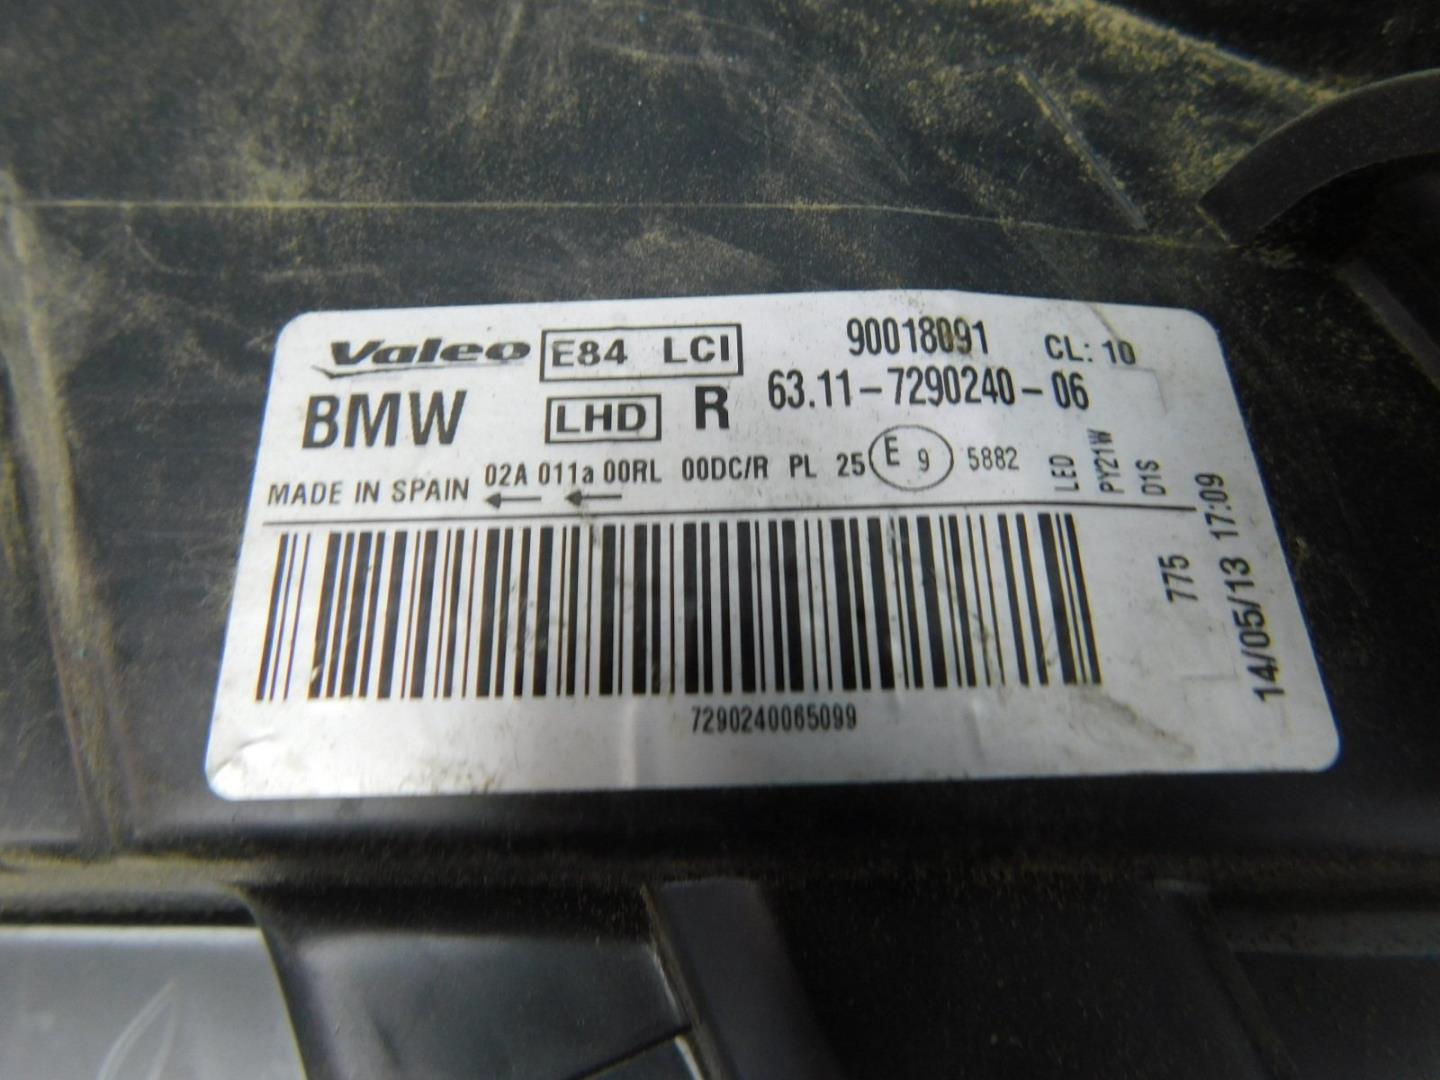 Valeo E84 LCI 90018091 CL: 10
BMW LHD R 63.11-7290240-06
MADE IN SPAIN 02A 011a 00RL 00DC/R PL 25 E 9 5882
LED
PY21W
D1S
775
14/05/13 17:09
7290240065099